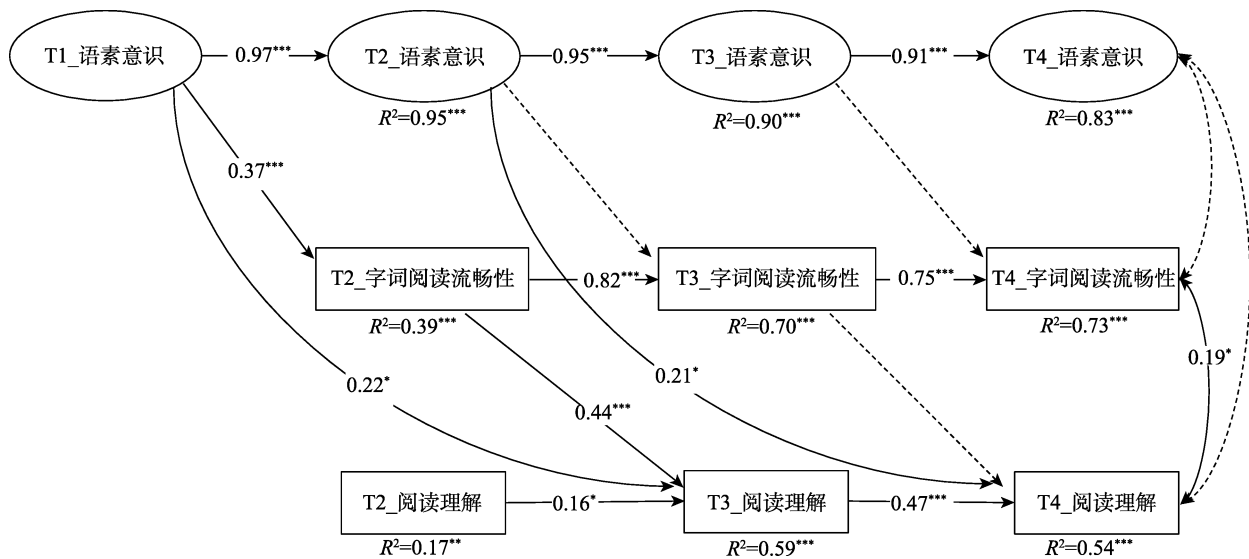 T1_语素意识 0.97*** T2_语素意识 0.95*** T3_语素意识 0.91*** T4_语素意识
R²=0.95*** R²=0.90*** R²=0.83***
0.37***
T2_字词阅读流畅性 0.82*** T3_字词阅读流畅性 0.75*** T4_字词阅读流畅性
R²=0.39*** R²=0.70*** R²=0.73***
0.19*
0.22* 0.21*
0.44***
T2_阅读理解 0.16* T3_阅读理解 0.47*** T4_阅读理解
R²=0.17** R²=0.59*** R²=0.54***